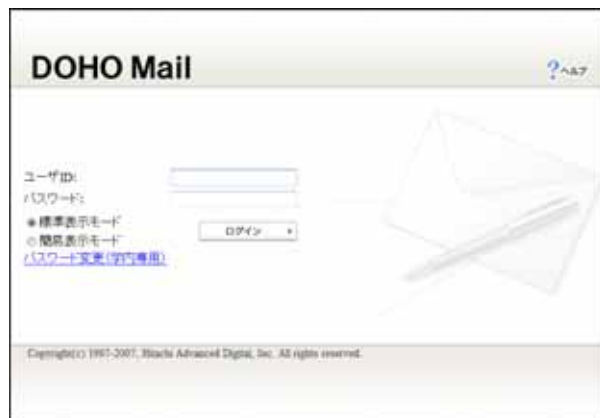 DOHO Mail
?ヘルプ
ユーザID:
パスワード:
標準表示モード
簡易表示モード
ログイン
パスワード変更(学内専用)
Copyright(c) 1997-2007, Hitachi Advanced Digital, Inc. All rights reserved.